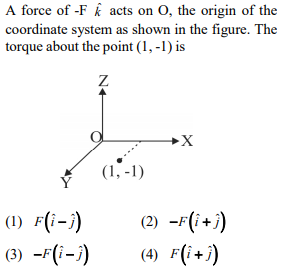 A force of -F k̂ acts on O, the origin of the
coordinate system as shown in the figure. The
torque about the point (1, -1) is
Z
O
X
Y
(1, -1)
(1) F(î − ĵ) (2) −F(î + ĵ)
(3) −F(î − ĵ) (4) F(î + ĵ)